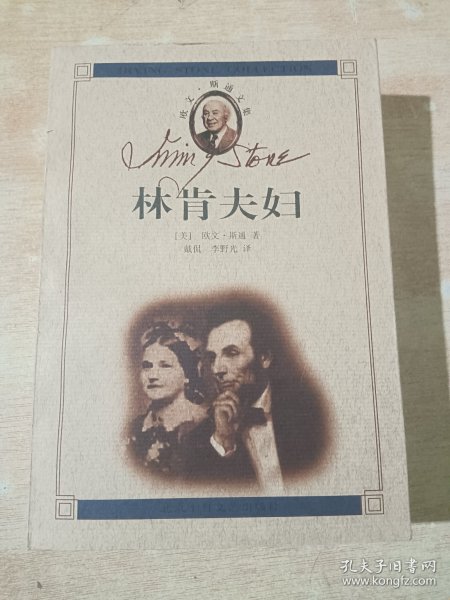 IRVING STONE COLLECTION
欧文·斯通文集
Irving Stone
林肯夫妇
［美］ 欧文·斯通 著
戴侃 李野光 译
孔夫子旧书网
www.kongfz.com